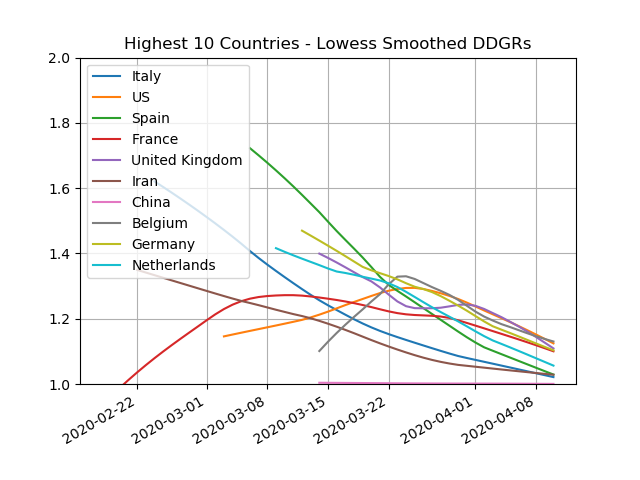 Highest 10 Countries - Lowess Smoothed DDGRs
2.0
1.8
1.6
1.4
1.2
1.0
Italy
US
Spain
France
United Kingdom
Iran
China
Belgium
Germany
Netherlands
2020-02-22
2020-03-01
2020-03-08
2020-03-15
2020-03-22
2020-04-01
2020-04-08